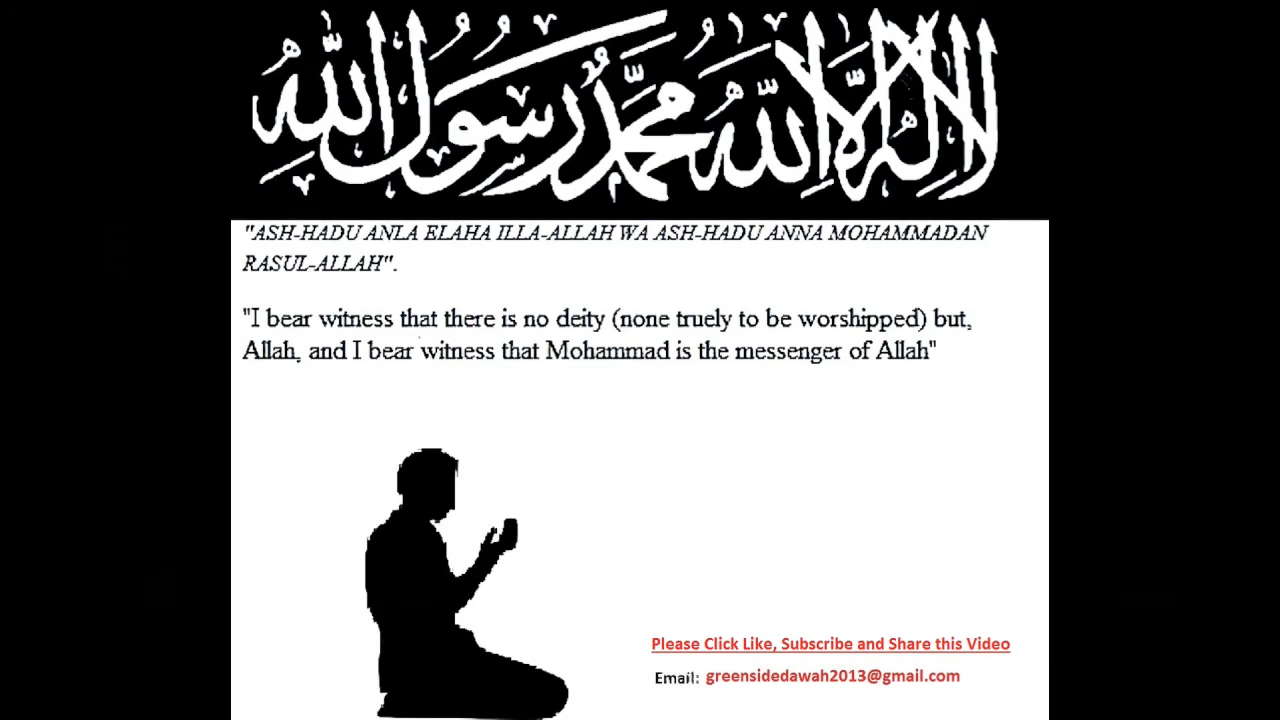 لا إله إلا الله محمد رسول الله
"ASH-HADU ANLA ELAHA ILLA-ALLAH WA ASH-HADU ANNA MOHAMMADAN
RASUL-ALLAH".
"I bear witness that there is no deity (none truely to be worshipped) but,
Allah, and I bear witness that Mohammad is the messenger of Allah"
Please Click Like, Subscribe and Share this Video
Email: greensidedawah2013@gmail.com